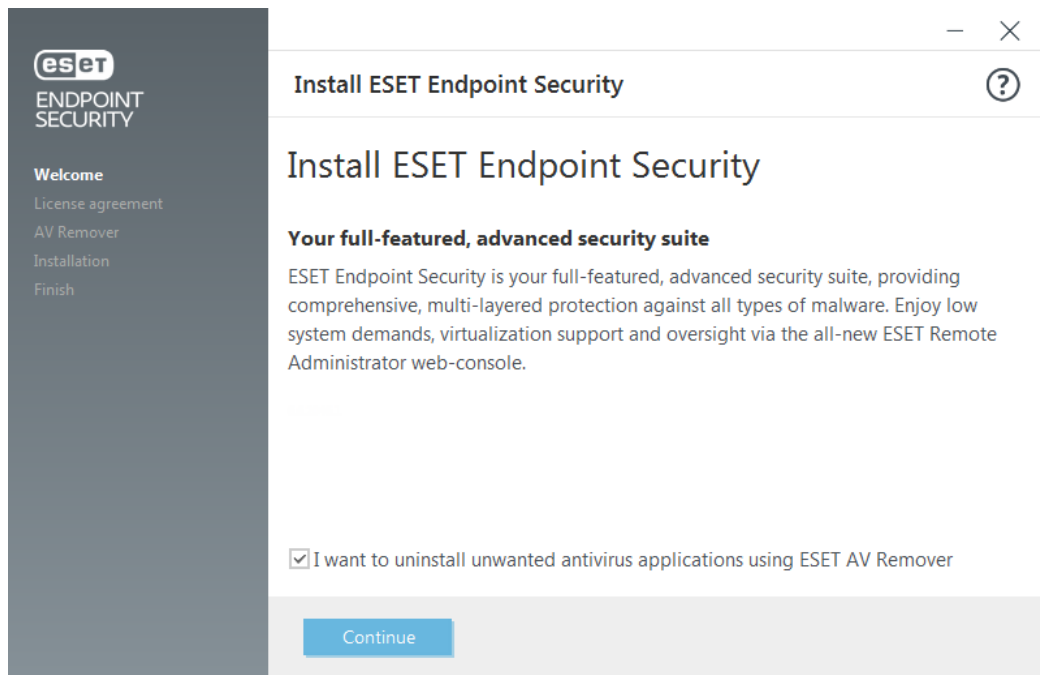 eset
ENDPOINT
SECURITY
Welcome
License agreement
AV Remover
Installation
Finish
Install ESET Endpoint Security
?
Install ESET Endpoint Security
Your full-featured, advanced security suite
ESET Endpoint Security is your full-featured, advanced security suite, providing
comprehensive, multi-layered protection against all types of malware. Enjoy low
system demands, virtualization support and oversight via the all-new ESET Remote
Administrator web-console.
I want to uninstall unwanted antivirus applications using ESET AV Remover
Continue